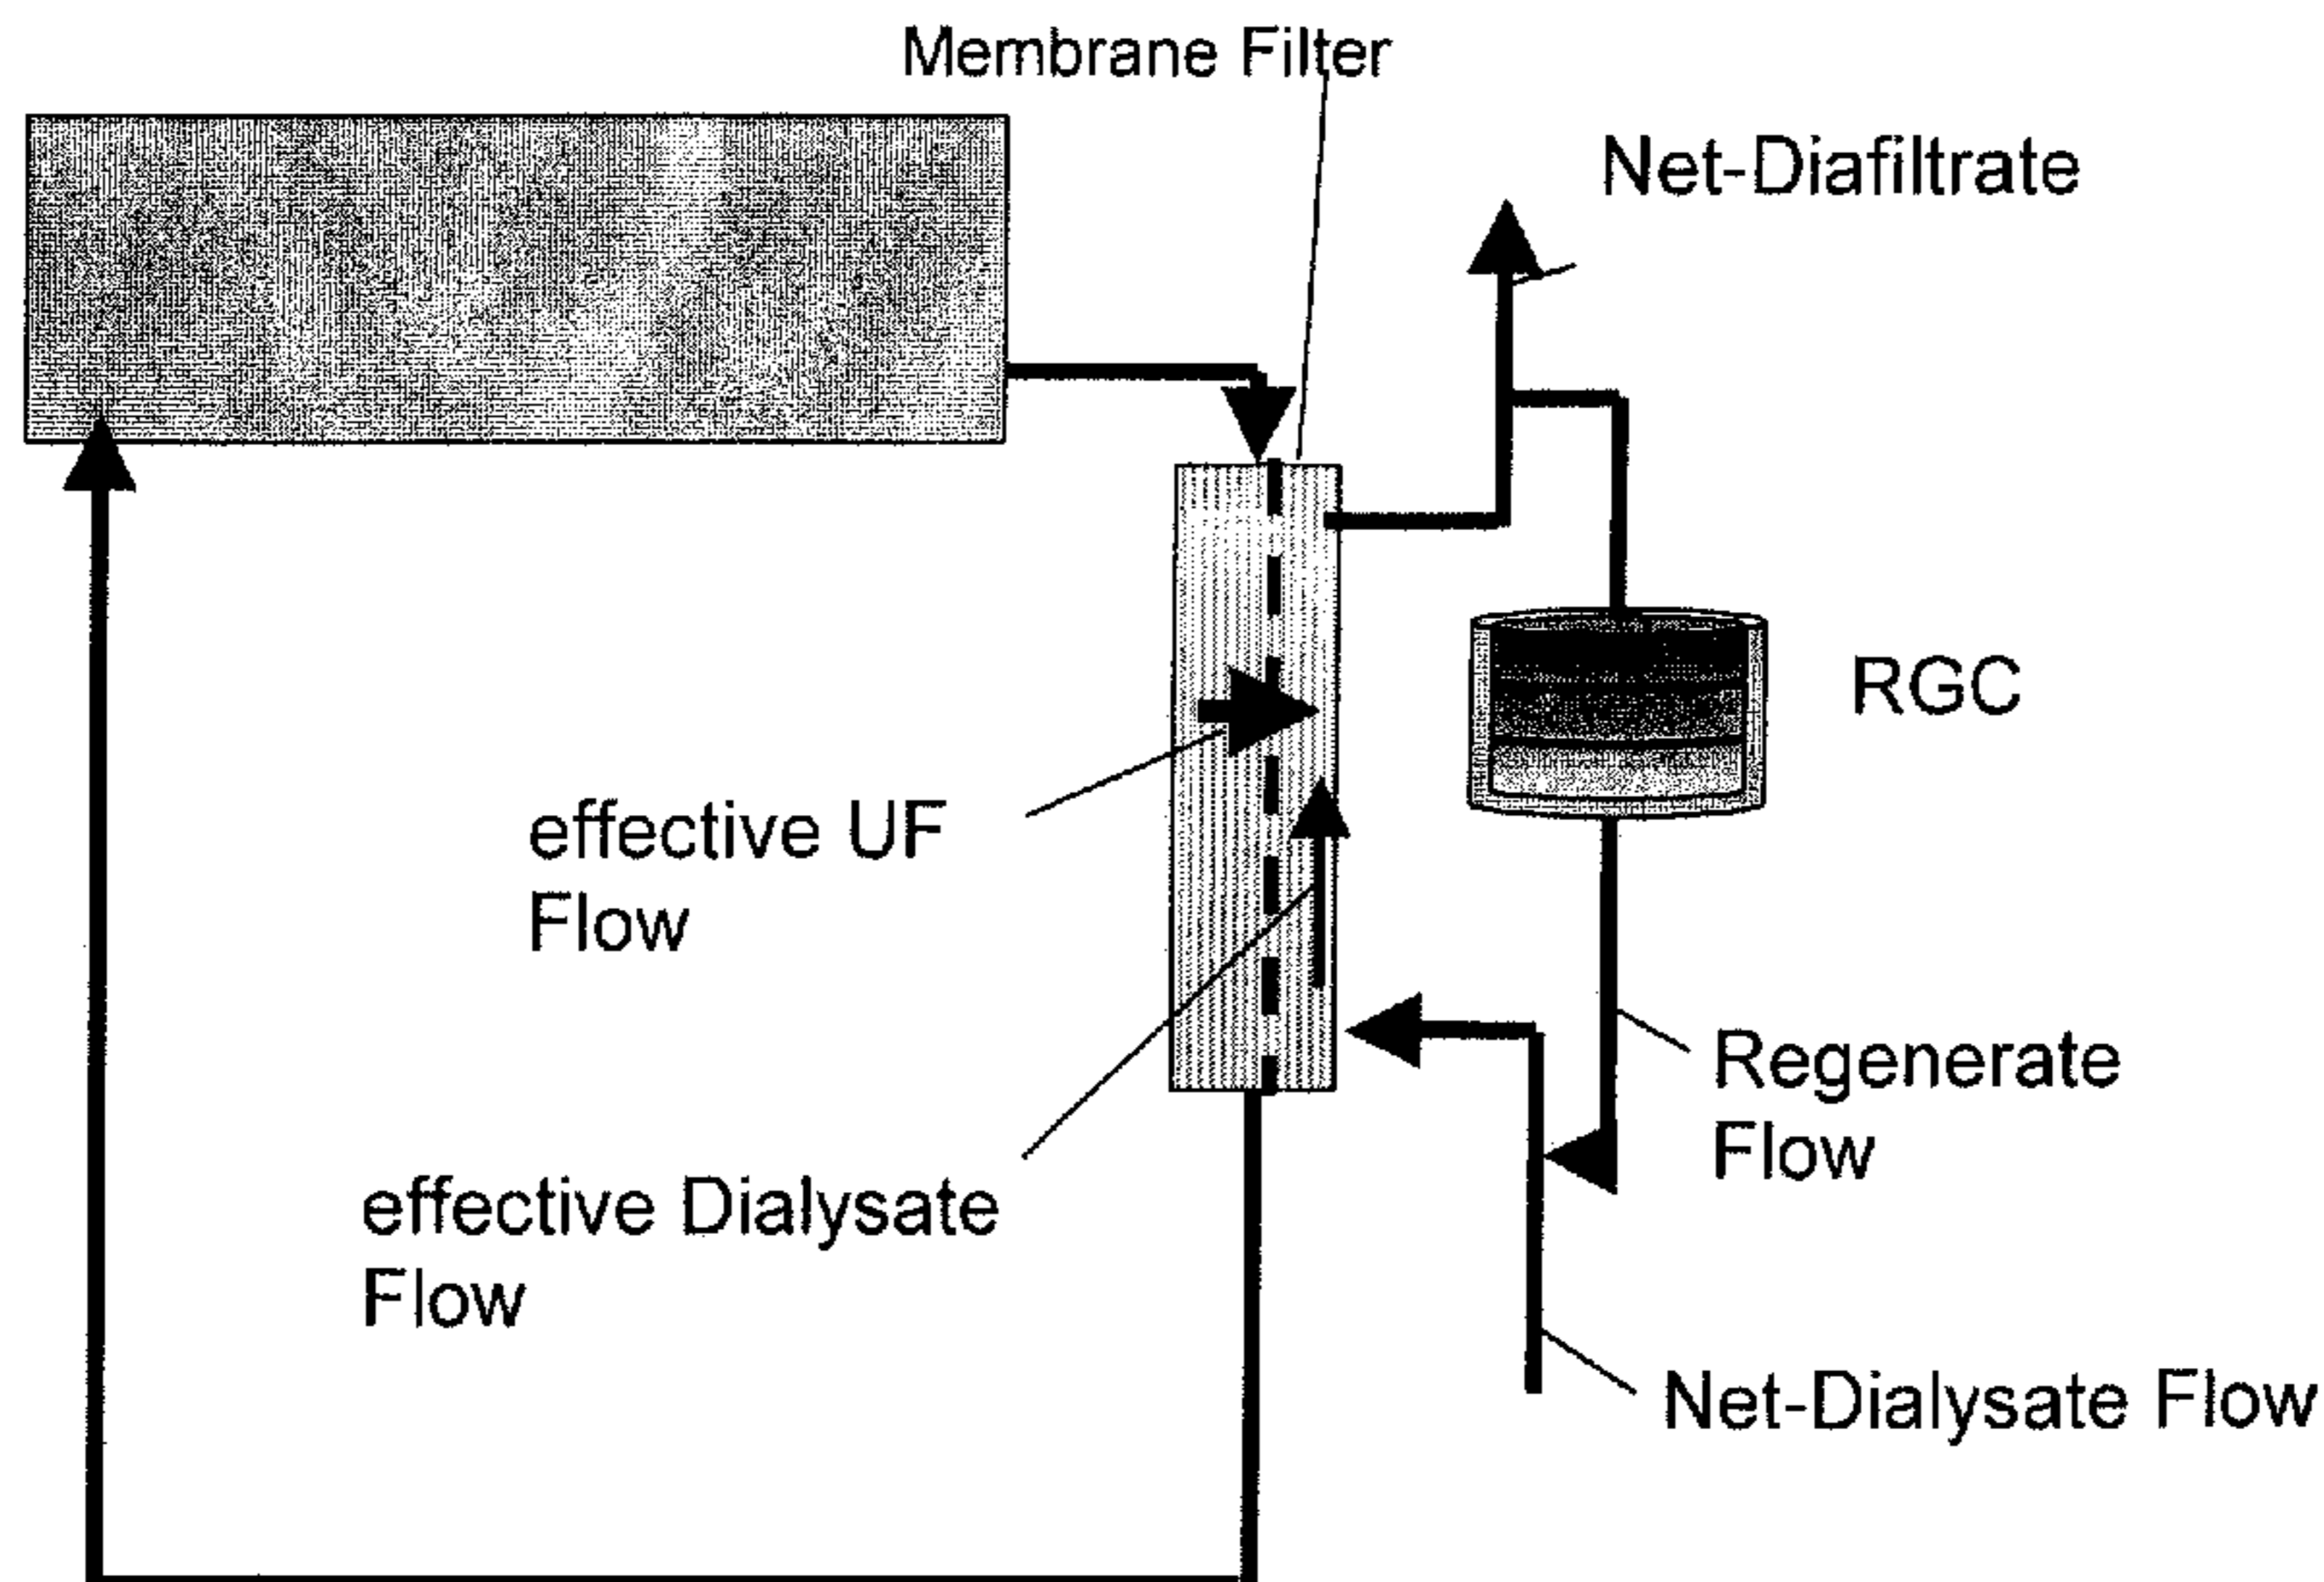 Membrane Filter
Net-Diafiltrate
RGC
effective UF
Flow
Regenerate
Flow
effective Dialysate
Flow
Net-Dialysate Flow